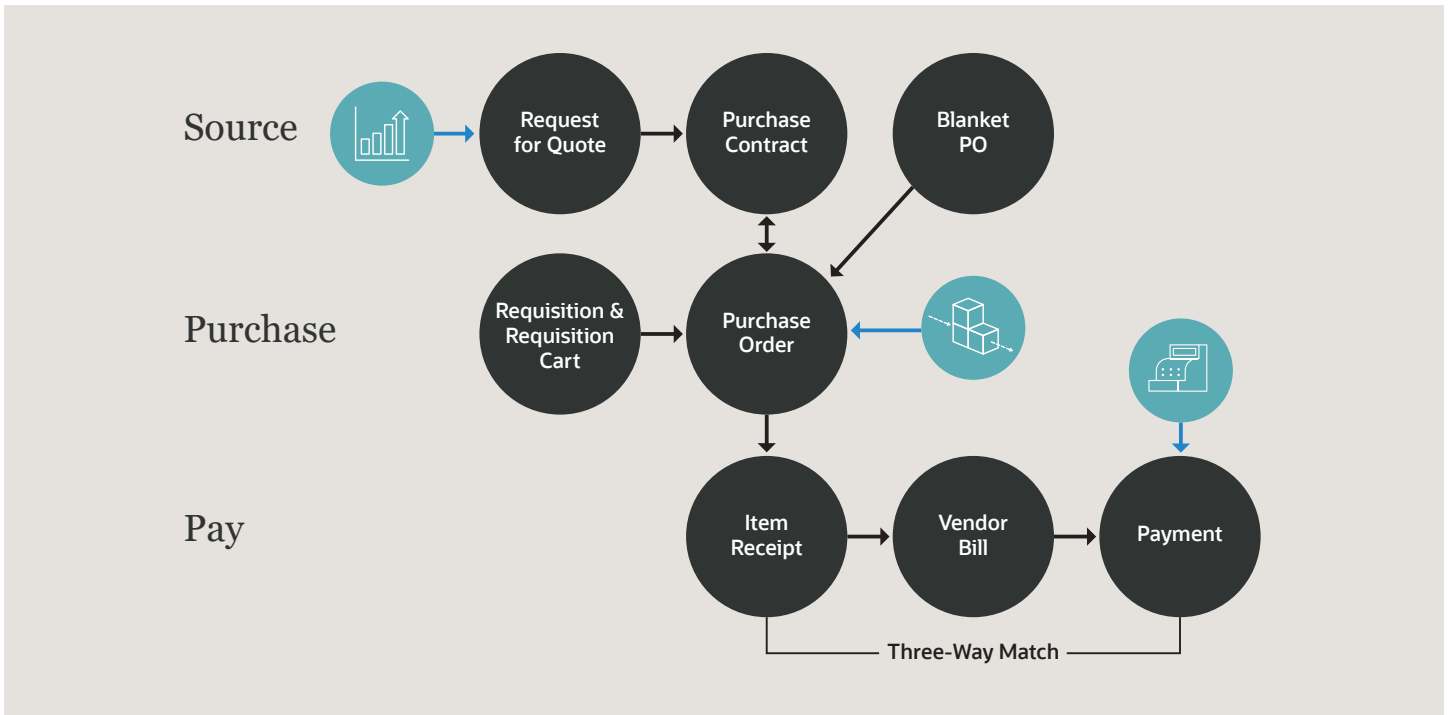 Source
Request
for Quote
Purchase
Contract
Blanket
PO
Purchase
Requisition &
Requisition
Cart
Purchase
Order
Pay
Item
Receipt
Vendor
Bill
Payment
Three-Way Match